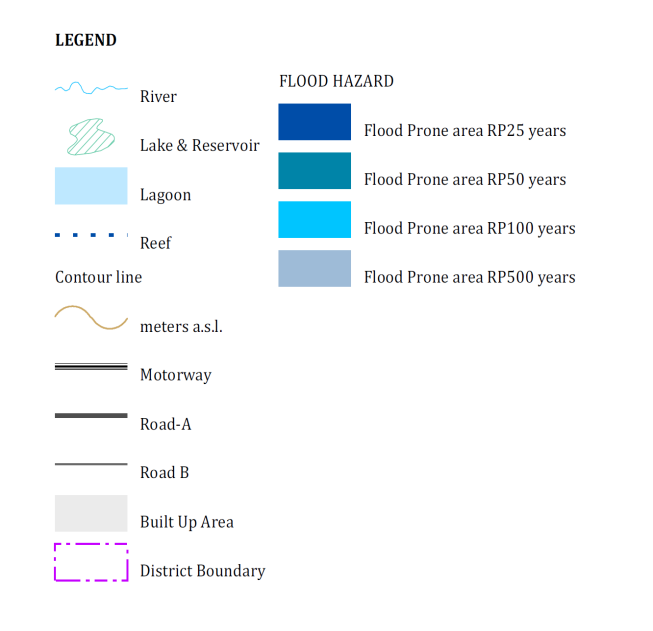 LEGEND
River
Lake & Reservoir
Lagoon
Reef
Contour line
meters a.s.l.
Motorway
Road-A
Road B
Built Up Area
District Boundary
FLOOD HAZARD
Flood Prone area RP25 years
Flood Prone area RP50 years
Flood Prone area RP100 years
Flood Prone area RP500 years